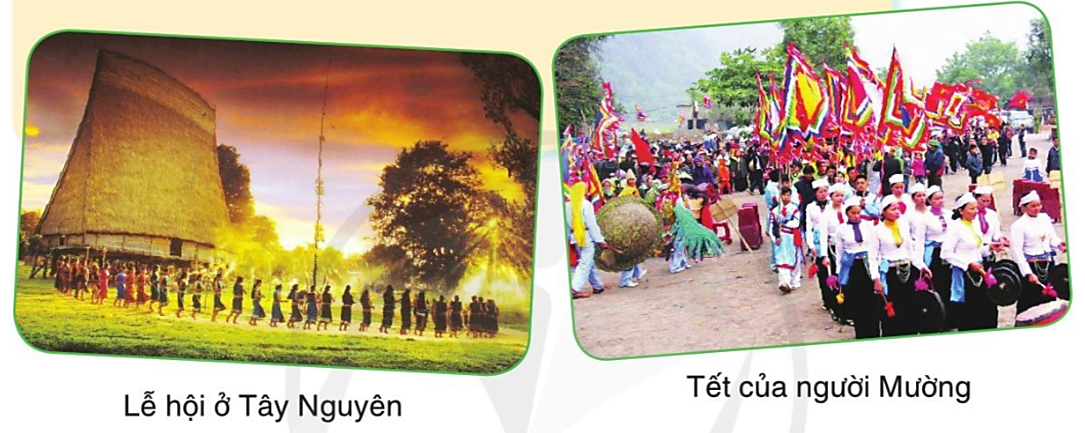 Lễ hội ở Tây Nguyên
Tết của người Mường